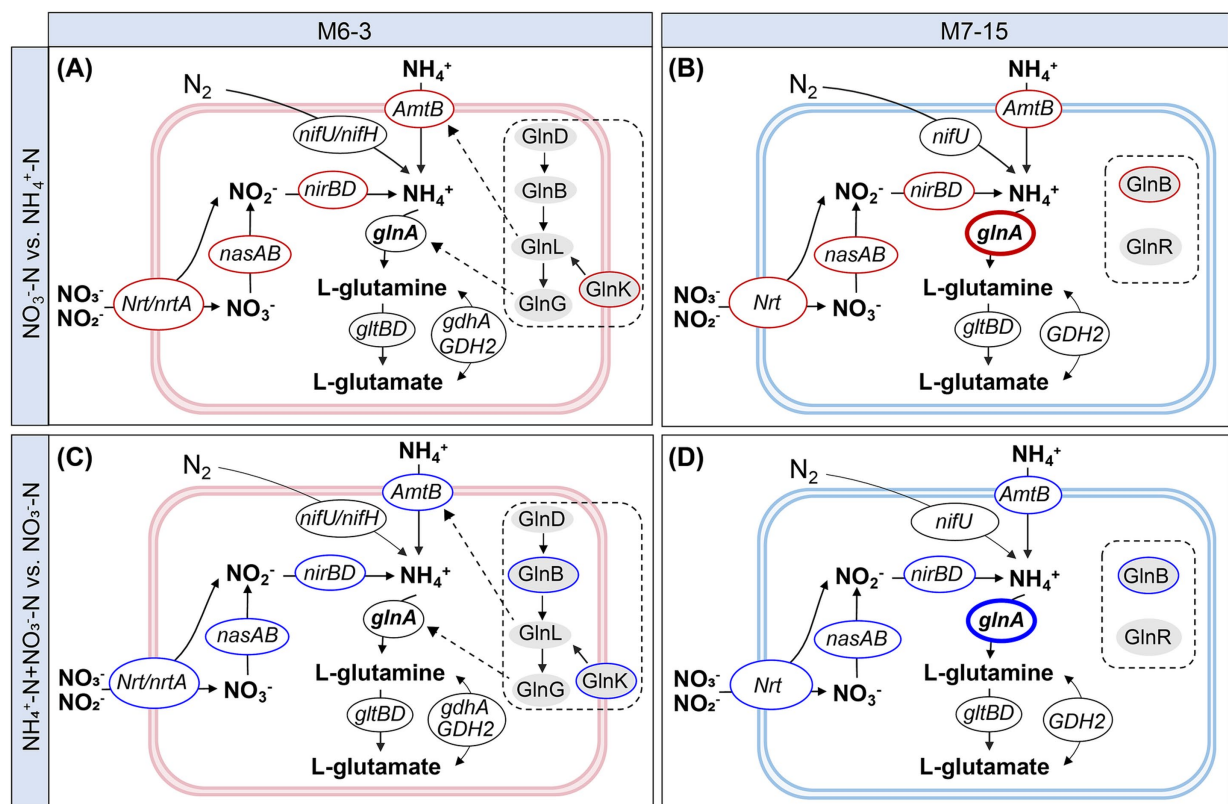 M6-3
M7-15
NO₃⁻-N vs. NH₄⁺-N
(A)
N₂
NH₄⁺
AmtB
nifU/nifH
GlnD
GlnB
NO₂⁻
nirBD
NH₄⁺
glnA
GlnL
nasAB
GlnK
GlnG
NO₃⁻
NO₂⁻
Nrt/nrtA
NO₃⁻
L-glutamine
gltBD
gdhA
GDH2
L-glutamate
(B)
N₂
NH₄⁺
AmtB
nifU
NO₂⁻
nirBD
NH₄⁺
GlnB
glnA
GlnR
nasAB
NO₃⁻
NO₂⁻
Nrt
NO₃⁻
L-glutamine
gltBD
GDH2
L-glutamate
NH₄⁺-N+NO₃⁻-N vs. NO₃⁻-N
(C)
N₂
NH₄⁺
AmtB
nifU/nifH
GlnD
GlnB
NO₂⁻
nirBD
NH₄⁺
glnA
GlnL
nasAB
GlnK
GlnG
NO₃⁻
NO₂⁻
Nrt/nrtA
NO₃⁻
L-glutamine
gltBD
gdhA
GDH2
L-glutamate
(D)
N₂
NH₄⁺
AmtB
nifU
NO₂⁻
nirBD
NH₄⁺
GlnB
glnA
GlnR
nasAB
NO₃⁻
NO₂⁻
Nrt
NO₃⁻
L-glutamine
gltBD
GDH2
L-glutamate